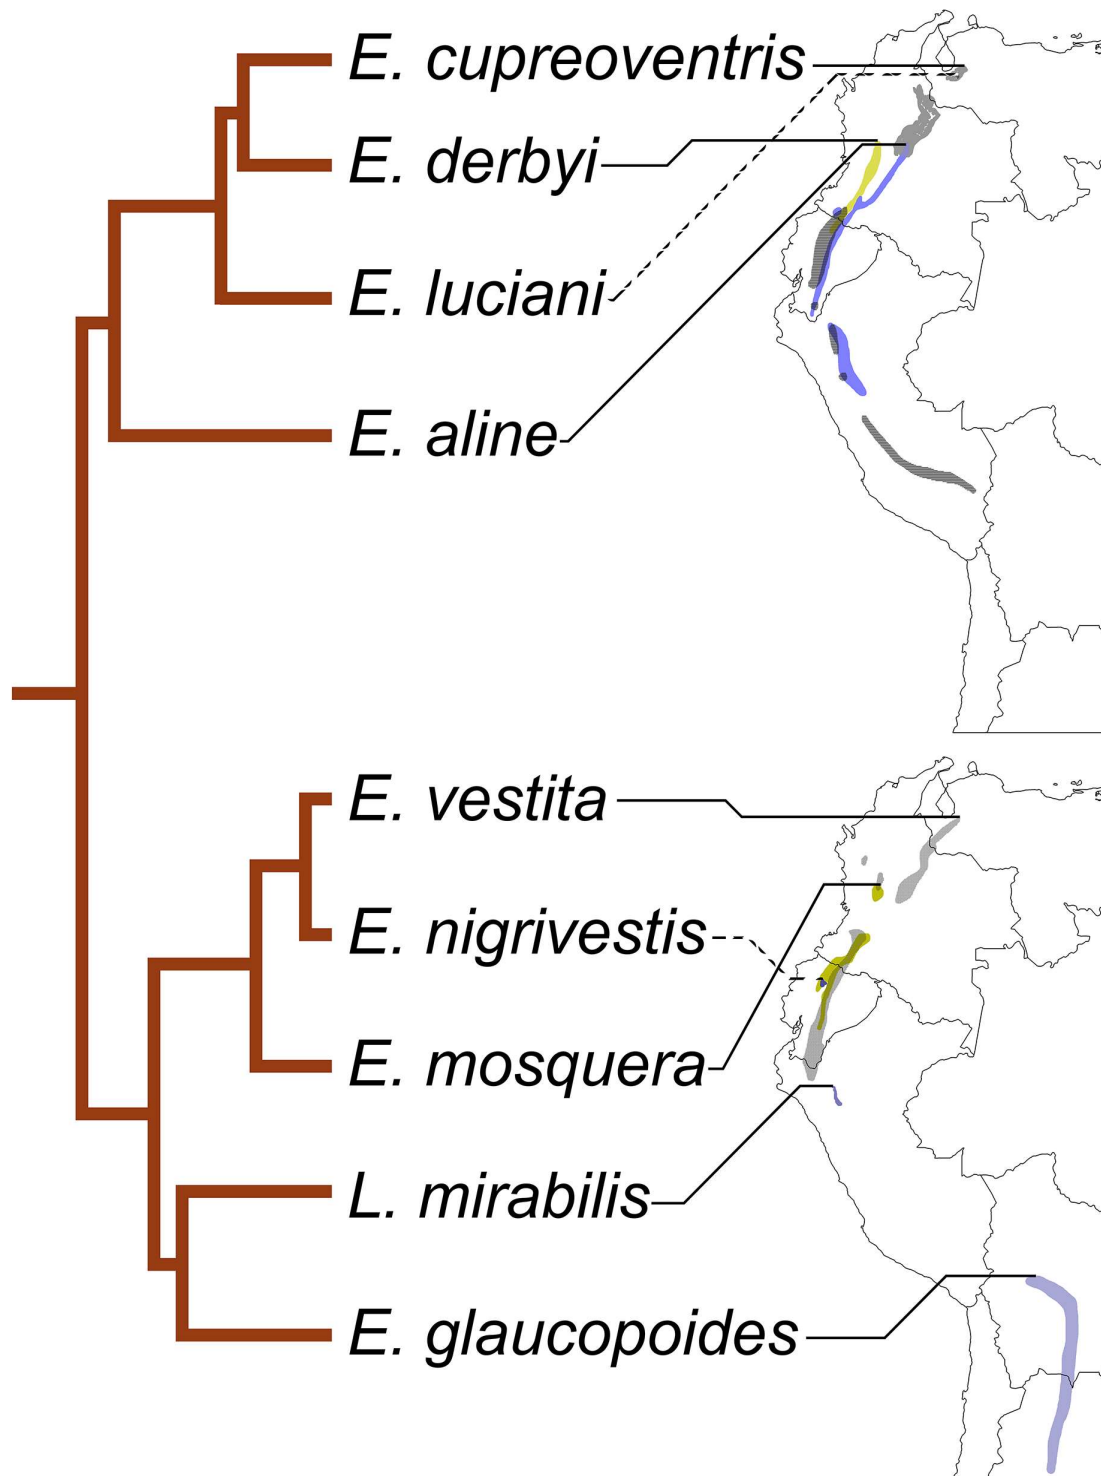 E. cupreoventris
E. derbyi
E. luciani
E. aline
E. vestita
E. nigrivestis
E. mosquera
L. mirabilis
E. glaucopoides